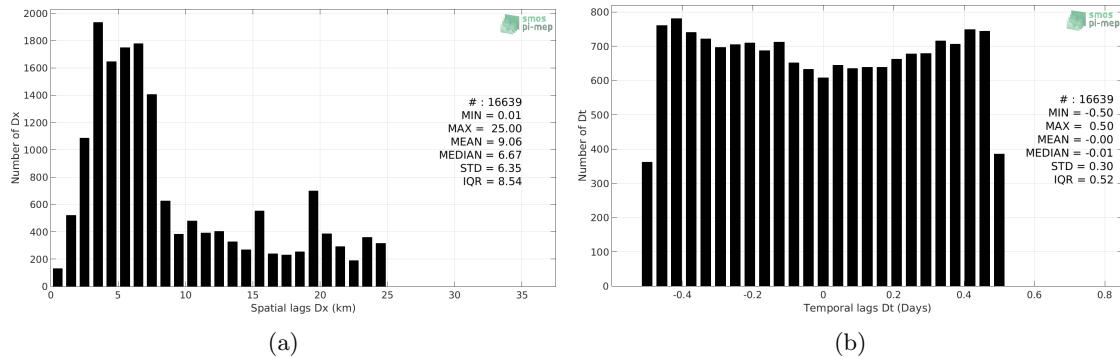 2000
1800
1600
1400
1200
1000
800
600
400
200
0
Number of Dx
smos
pi-mep
# : 16639
MIN = 0.01
MAX = 25.00
MEAN = 9.06
MEDIAN = 6.67
STD = 6.35
IQR = 8.54
0 5 10 15 20 25 30 35
Spatial lags Dx (km)
(a)
800
700
600
500
400
300
200
100
0
Number of Dt
smos
pi-mep
# : 16639
MIN = -0.50
MAX = 0.50
MEAN = -0.00
MEDIAN = -0.01
STD = 0.30
IQR = 0.52
-0.4 -0.2 0 0.2 0.4 0.6 0.8
Temporal lags Dt (Days)
(b)